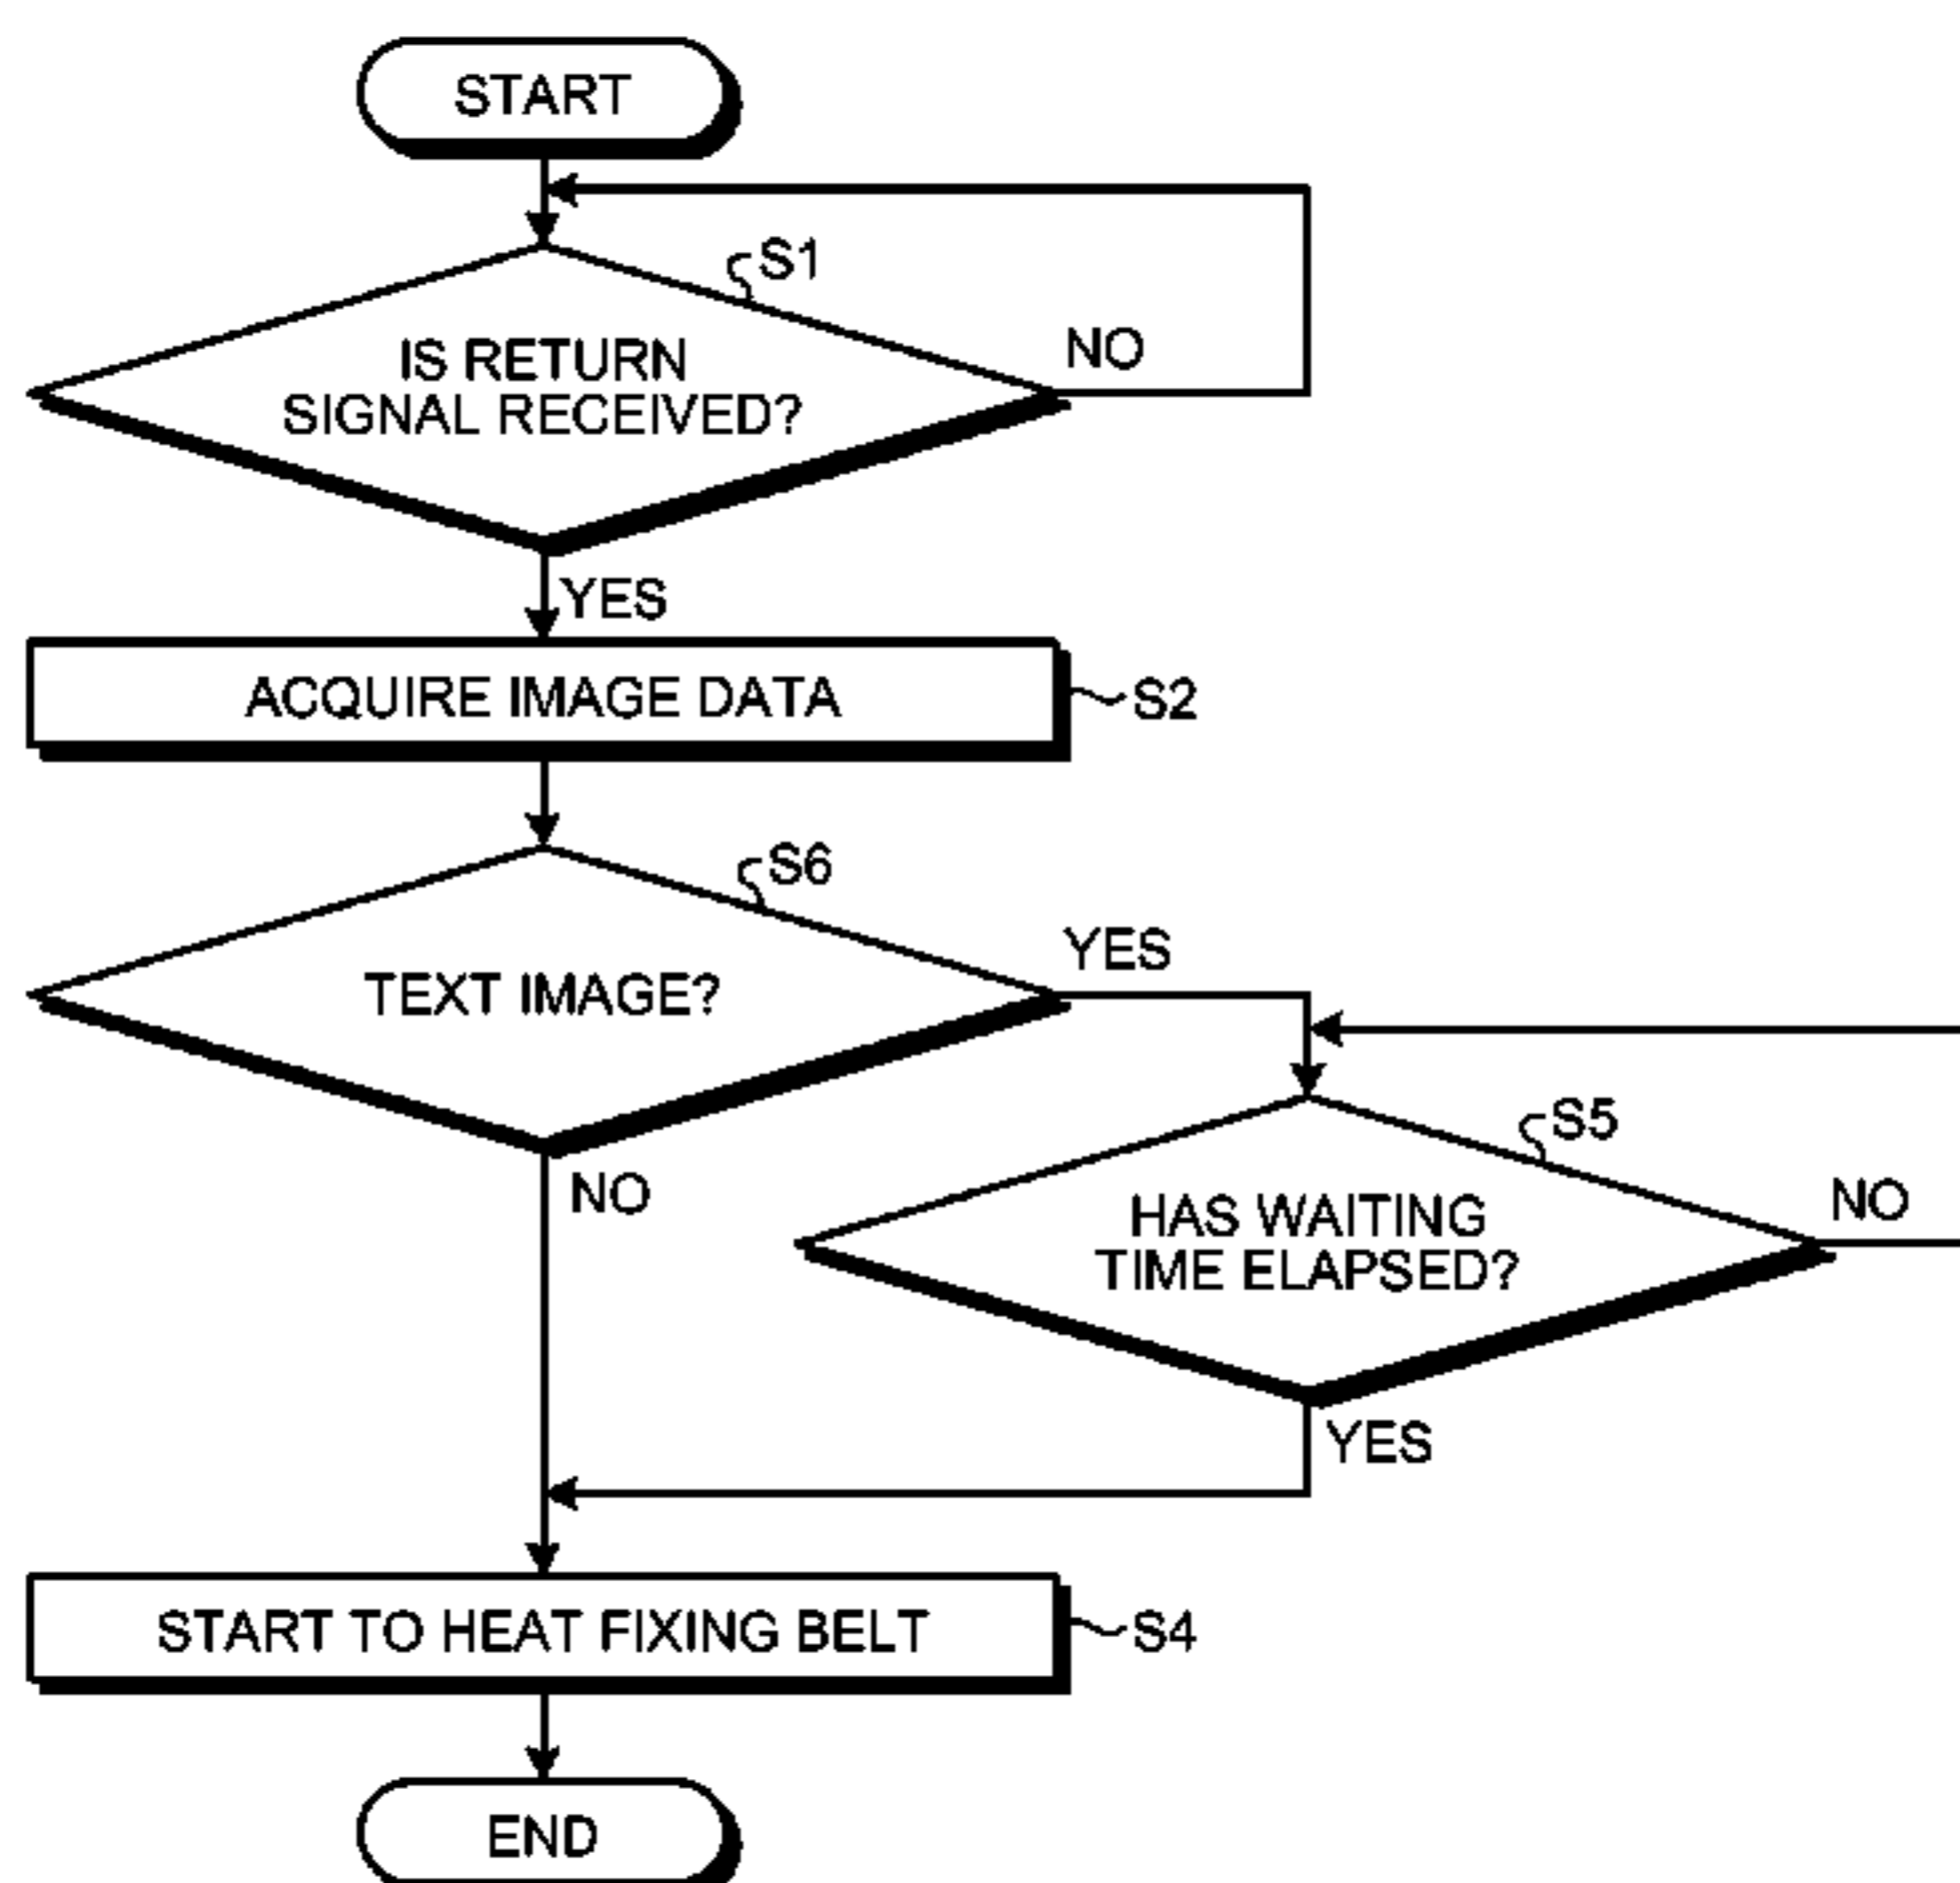 START
S1
IS RETURN
SIGNAL RECEIVED?
NO
YES
ACQUIRE IMAGE DATA
S2
S6
TEXT IMAGE?
YES
NO
S5
HAS WAITING
TIME ELAPSED?
NO
YES
START TO HEAT FIXING BELT
S4
END